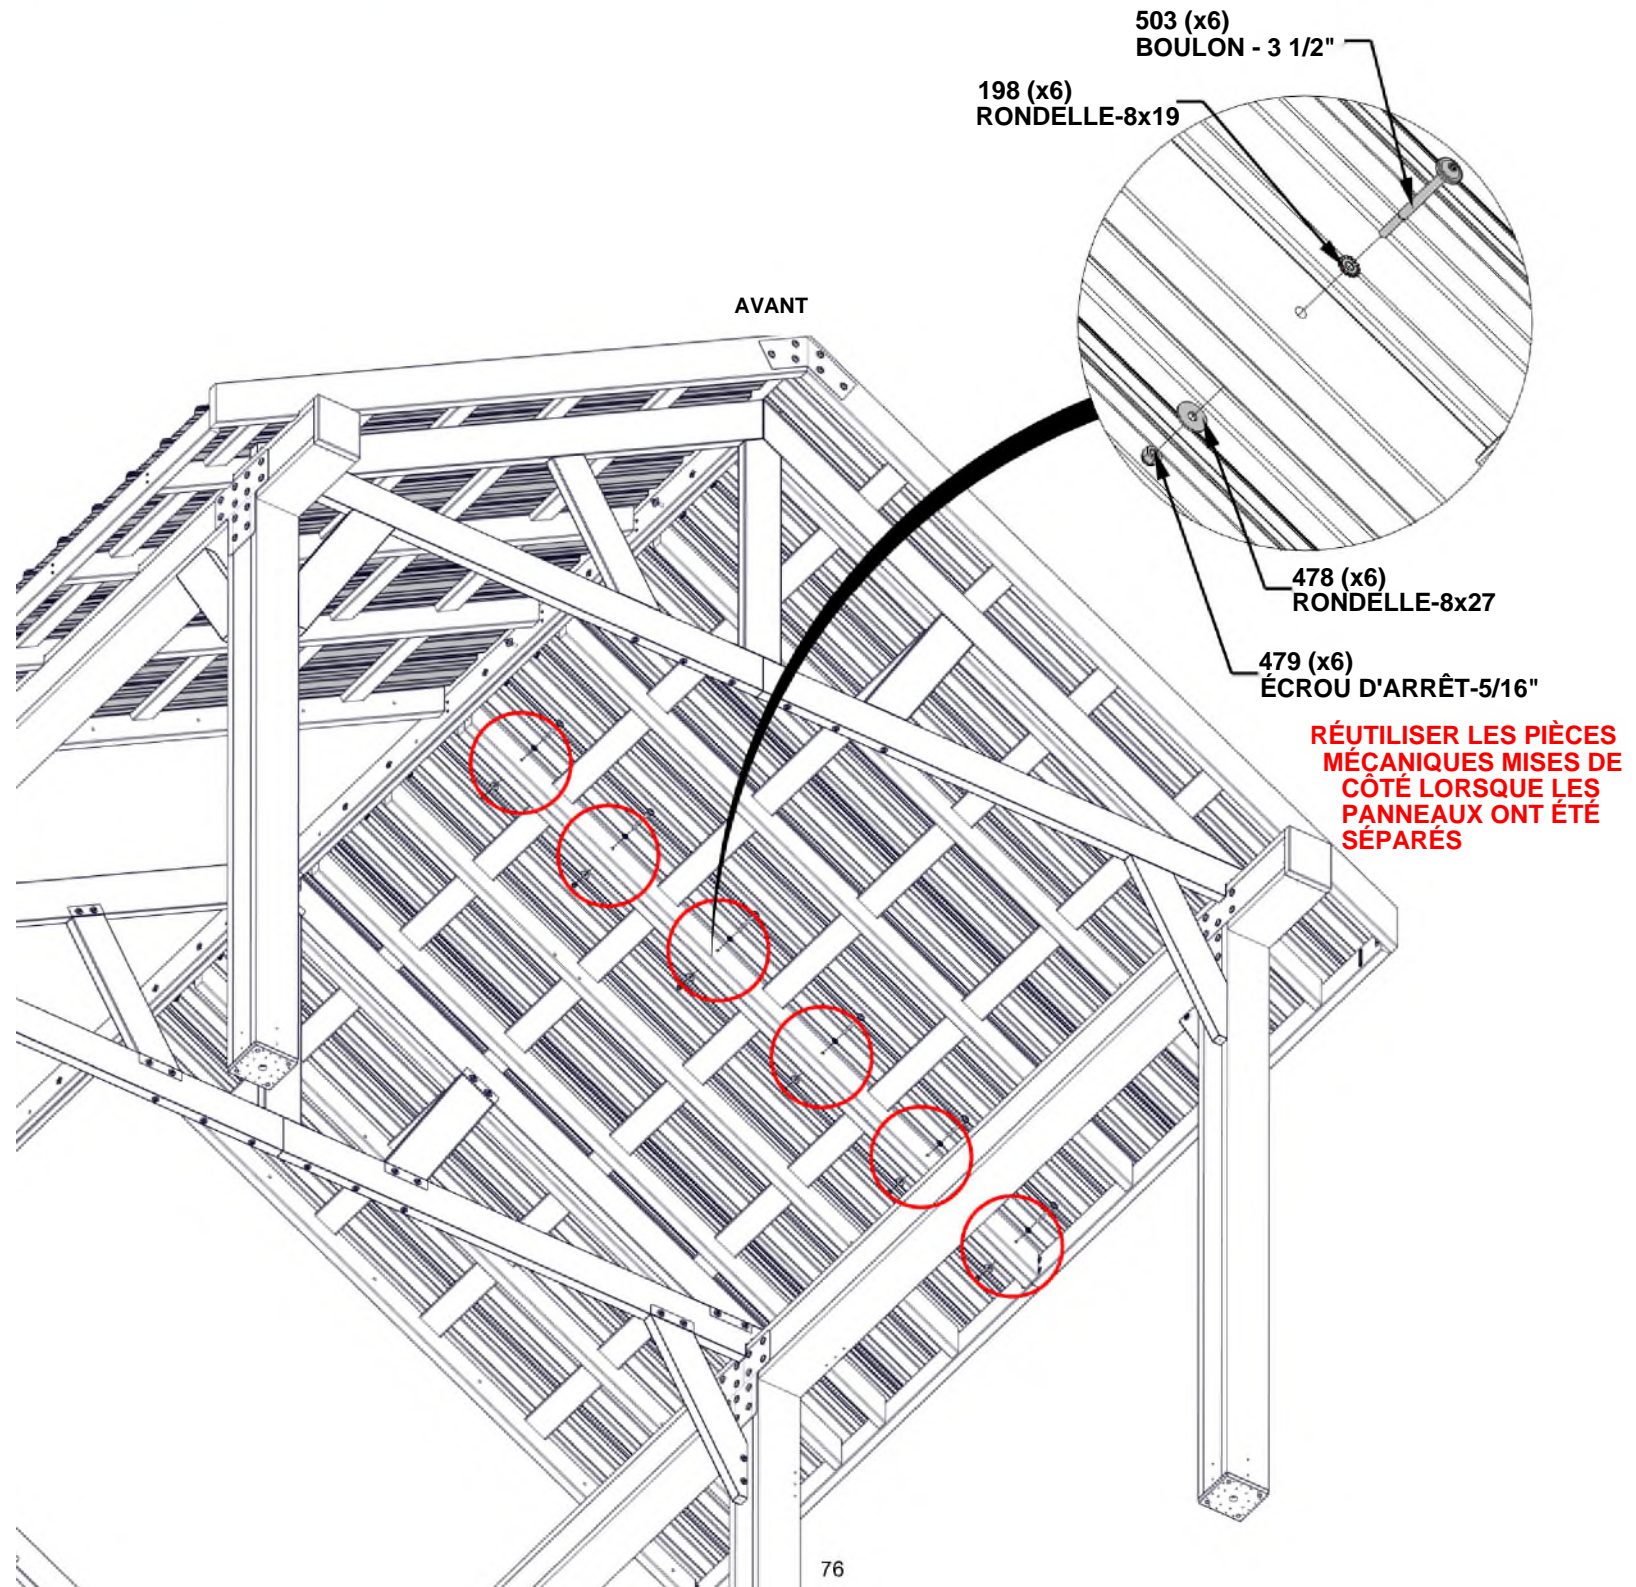 503 (x6)
BOULON - 3 1/2"
198 (x6)
RONDELLE-8x19
AVANT
478 (x6)
RONDELLE-8x27
479 (x6)
ÉCROU D'ARRÊT-5/16"
RÉUTILISER LES PIÈCES
MÉCANIQUES MISES DE
CÔTÉ LORSQUE LES
PANNEAUX ONT ÉTÉ
SÉPARÉS
76